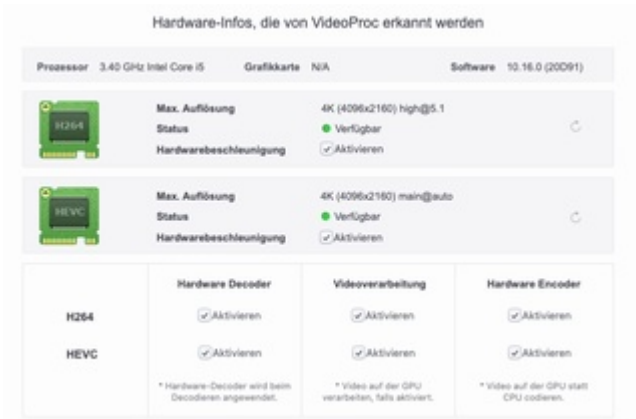 Hardware-Infos, die von VideoProc erkannt werden
Prozessor 3.40 GHz Intel Core i5 Grafikkarte N/A Software 10.16.0 (20D91)
H264
Max. Auflösung 4K (4096x2160) high@5.1
Status Verfügbar
Hardwarebeschleunigung Aktivieren
HEVC
Max. Auflösung 4K (4096x2160) main@auto
Status Verfügbar
Hardwarebeschleunigung Aktivieren
Hardware Decoder Videoverarbeitung Hardware Encoder
H264 Aktivieren Aktivieren Aktivieren
HEVC Aktivieren Aktivieren Aktivieren
* Hardware-Decoder wird beim * Video auf der GPU * Video auf der GPU statt
Decodieren angewendet. verarbeiten, falls aktiviert. CPU codieren.